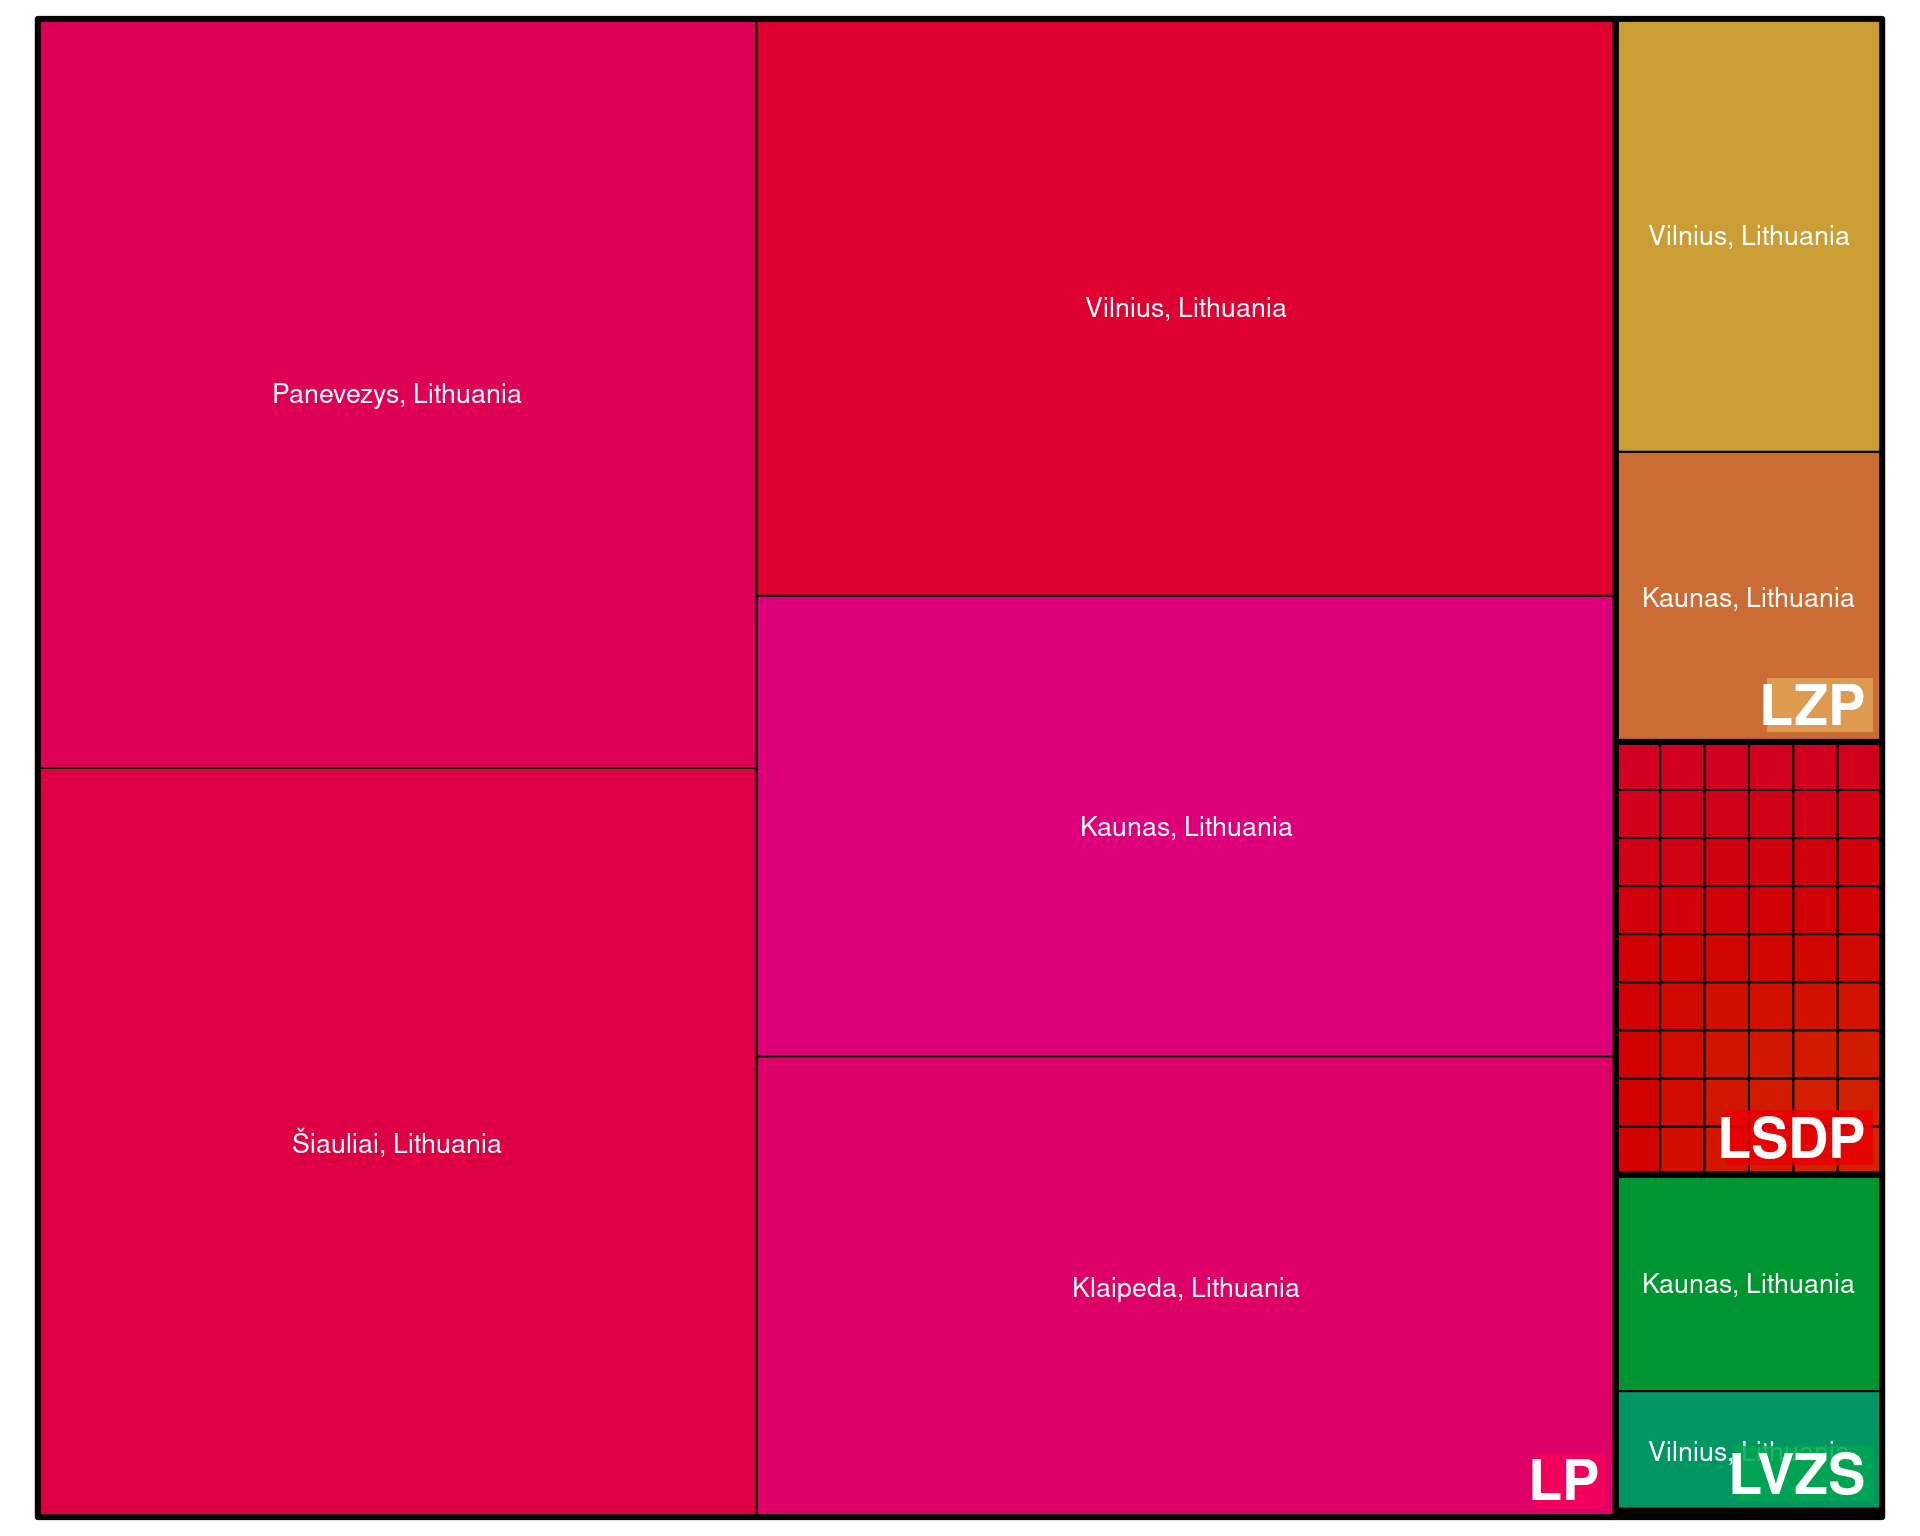 Panevezys, Lithuania
Šiauliai, Lithuania
Vilnius, Lithuania
Kaunas, Lithuania
Klaipeda, Lithuania
LP
Vilnius, Lithuania
Kaunas, Lithuania
LZP
LSDP
Kaunas, Lithuania
Vilnius, Lithuania
LVZS